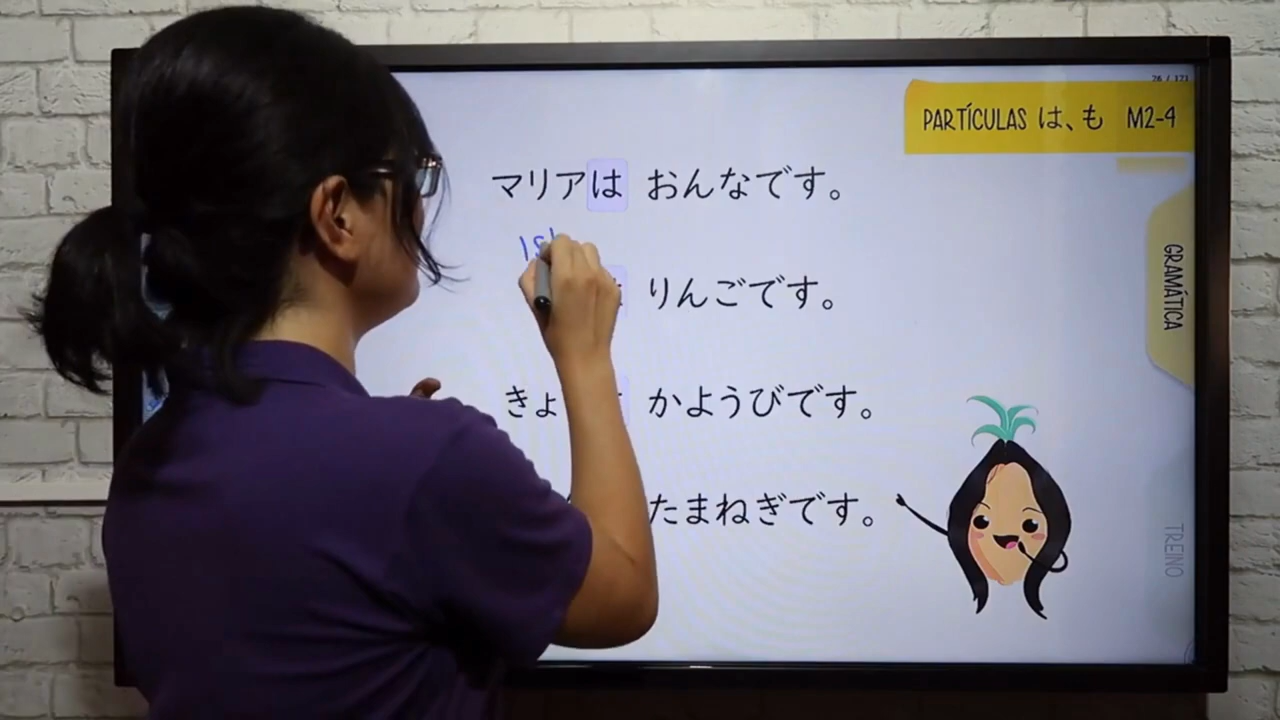 26 / 121
PARTÍCULAS は、も M2-4
マリアは おんなです。
りんごです。
きょ かようびです。
たまねぎです。
GRAMÁTICA
TREINO